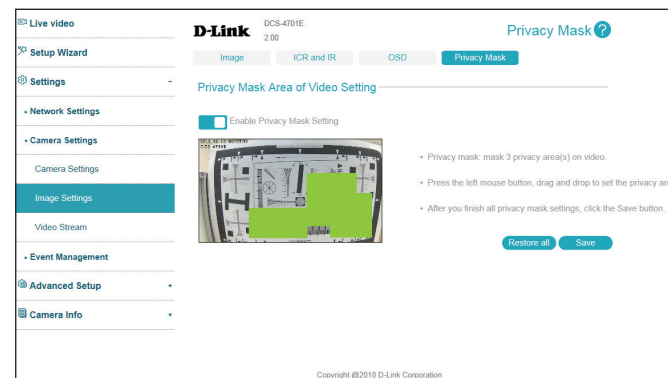 Live video
Setup Wizard
Settings -
Network Settings
Camera Settings
Camera Settings
Image Settings
Video Stream
Event Management
Advanced Setup +
Camera Info +
D-Link DCS-4701E
2.00
Privacy Mask ?
Image ICR and IR OSD Privacy Mask
Privacy Mask Area of Video Setting
Enable Privacy Mask Setting
• Privacy mask: mask 3 privacy area(s) on video.
• Press the left mouse button, drag and drop to set the privacy are
• After you finish all privacy mask settings, click the Save button.
Restore all Save
Copyright @2018 D-Link Corporation